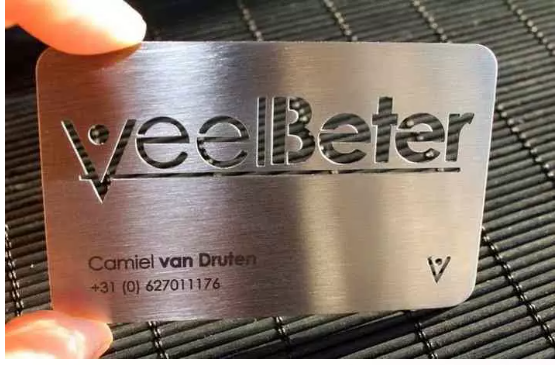 veelBeter
Camiel van Druten
+31 (0) 627011176